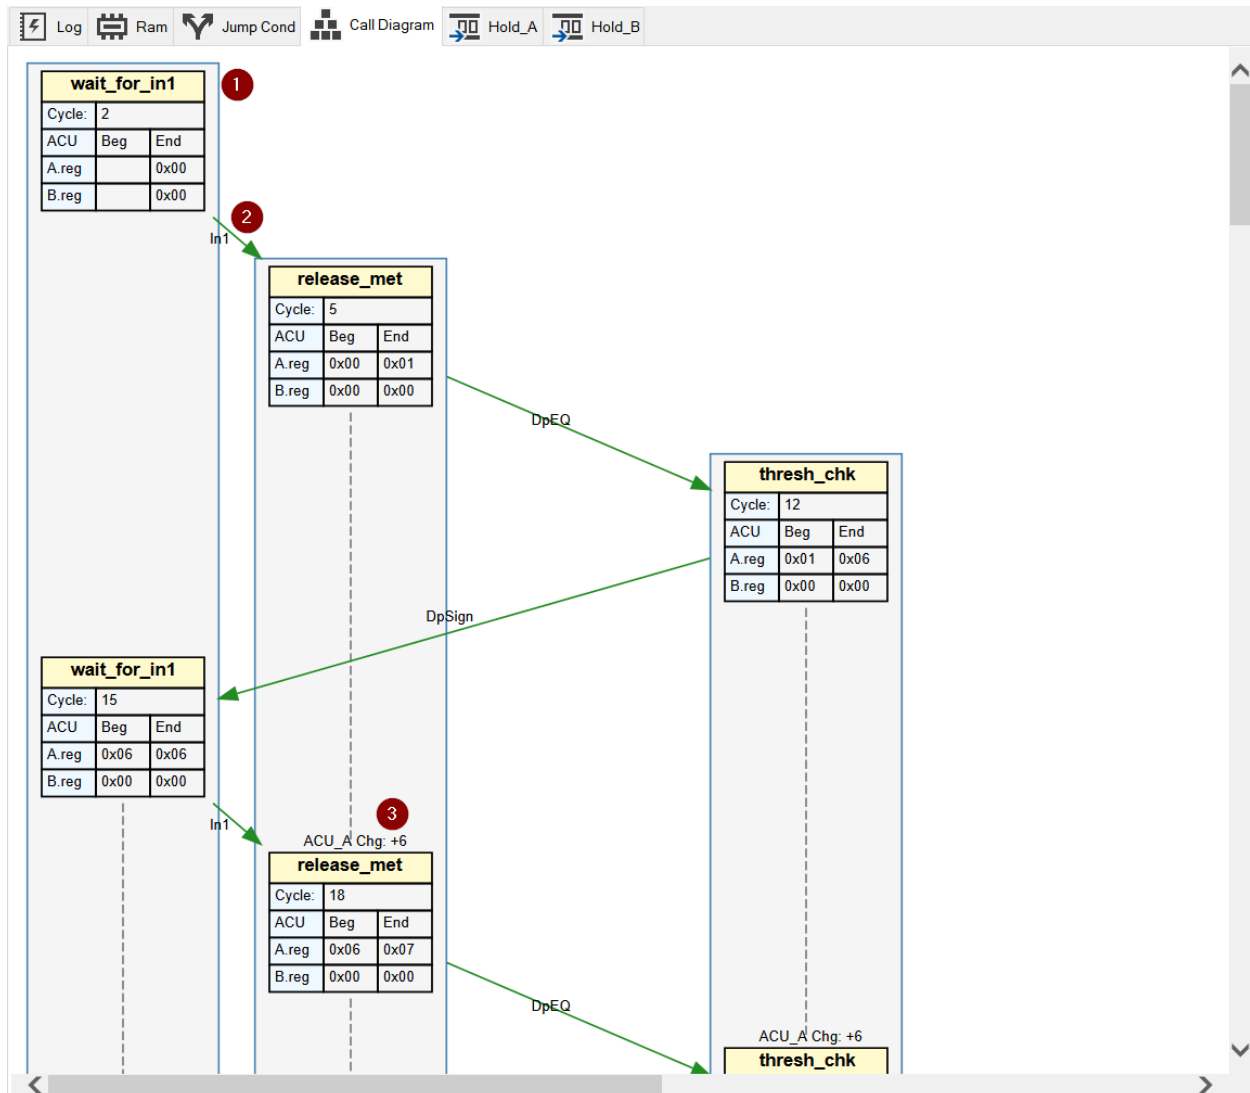 Log Ram Jump Cond Call Diagram Hold_A Hold_B
wait_for_in1 1
Cycle: 2
ACU Beg End
A.reg 0x00
B.reg 0x00
2
In1
release_met
Cycle: 5
ACU Beg End
A.reg 0x00 0x01
B.reg 0x00 0x00
DpEQ
thresh_chk
Cycle: 12
ACU Beg End
A.reg 0x01 0x06
B.reg 0x00 0x00
DpSign
wait_for_in1
Cycle: 15
ACU Beg End
A.reg 0x06 0x06
B.reg 0x00 0x00
3
In1
ACU_A Chg: +6
release_met
Cycle: 18
ACU Beg End
A.reg 0x06 0x07
B.reg 0x00 0x00
DpEQ
ACU_A Chg: +6
thresh_chk